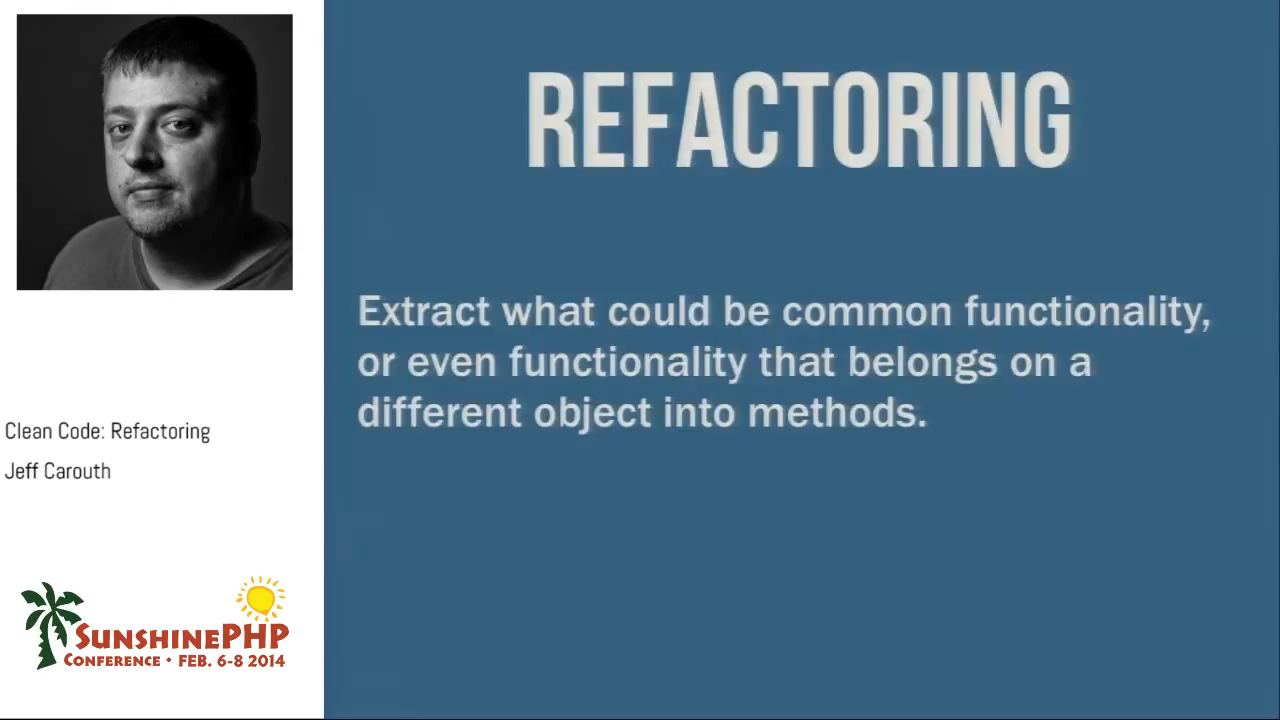 REFACTORING
Extract what could be common functionality,
or even functionality that belongs on a
different object into methods.
Clean Code: Refactoring
Jeff Carouth
SUNSHINEPHP
CONFERENCE • FEB. 6-8 2014